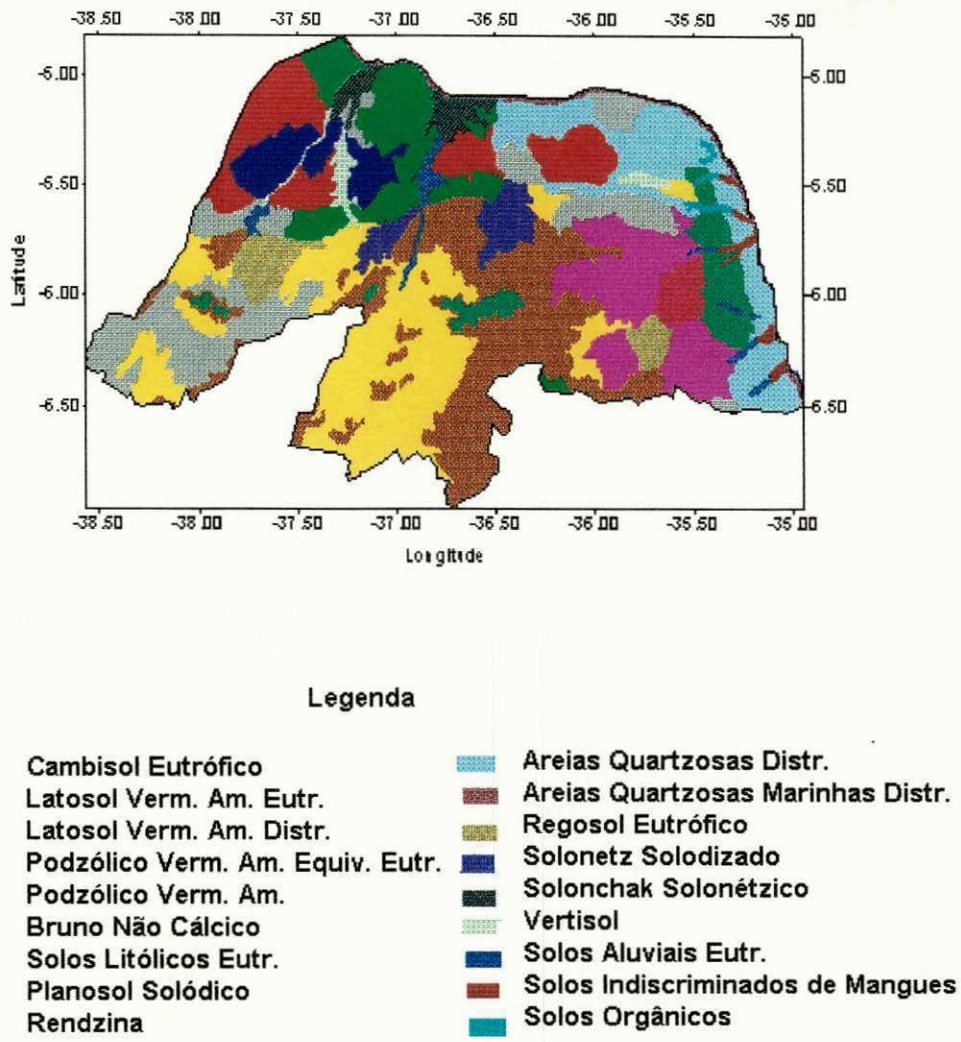 -38.50 -38.00 -37.50 -37.00 -36.50 -36.00 -35.50 -35.00
-5.00 -5.00
-5.50 -5.50
-6.00 -6.00
-6.50 -6.50
Latitude
-38.50 -38.00 -37.50 -37.00 -36.50 -36.00 -35.50 -35.00
Longitude
Legenda
Cambisol Eutrófico
Latosol Verm. Am. Eutr.
Latosol Verm. Am. Distr.
Podzólico Verm. Am. Equiv. Eutr.
Podzólico Verm. Am.
Bruno Não Cálcico
Solos Litólicos Eutr.
Planosol Solódico
Rendzina
Areias Quartzosas Distr.
Areias Quartzosas Marinhas Distr.
Regosol Eutrófico
Solonetz Solodizado
Solonchak Solonétzico
Vertisol
Solos Aluviais Eutr.
Solos Indiscriminados de Mangues
Solos Orgânicos